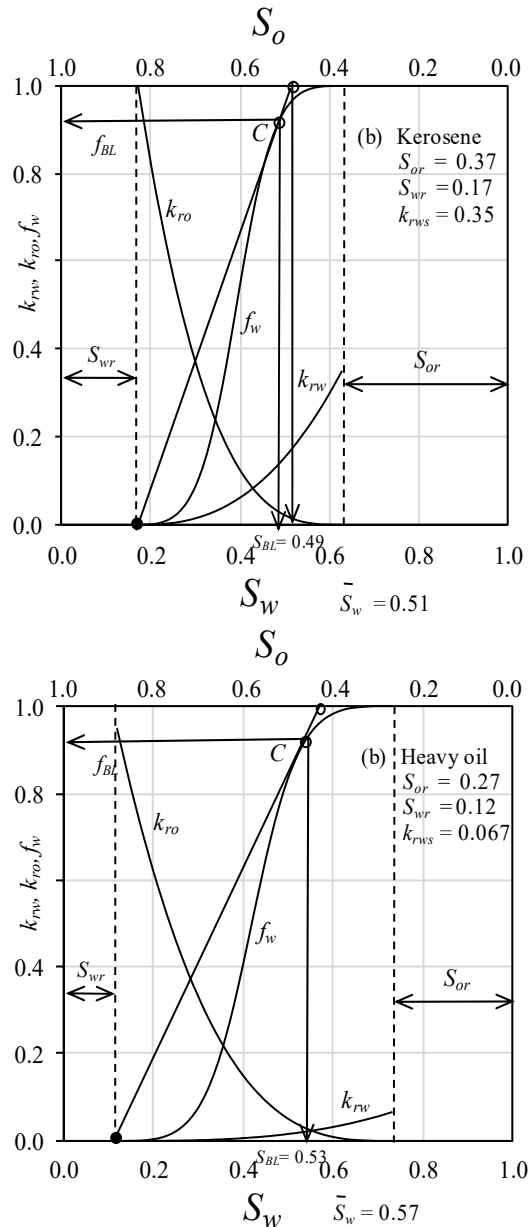 S_o
1.0 0.8 0.6 0.4 0.2 0.0
1.0
f_BL
C
(b) Kerosene
S_or = 0.37
S_wr = 0.17
k_rws = 0.35
0.8
k_ro
k_rw, k_ro, f_w
0.6
f_w
0.4
S_wr
k_rw
S_or
0.2
0.0
S_BL = 0.49
0.0 0.2 0.4 0.6 0.8 1.0
S_w
S̄_w = 0.51
S_o
1.0 0.8 0.6 0.4 0.2 0.0
1.0
f_BL
C
(b) Heavy oil
S_or = 0.27
S_wr = 0.12
k_rws = 0.067
0.8
k_ro
k_rw, k_ro, f_w
0.6
f_w
0.4
S_wr
S_or
0.2
k_rw
0.0
S_BL = 0.53
0.0 0.2 0.4 0.6 0.8 1.0
S_w
S̄_w = 0.57